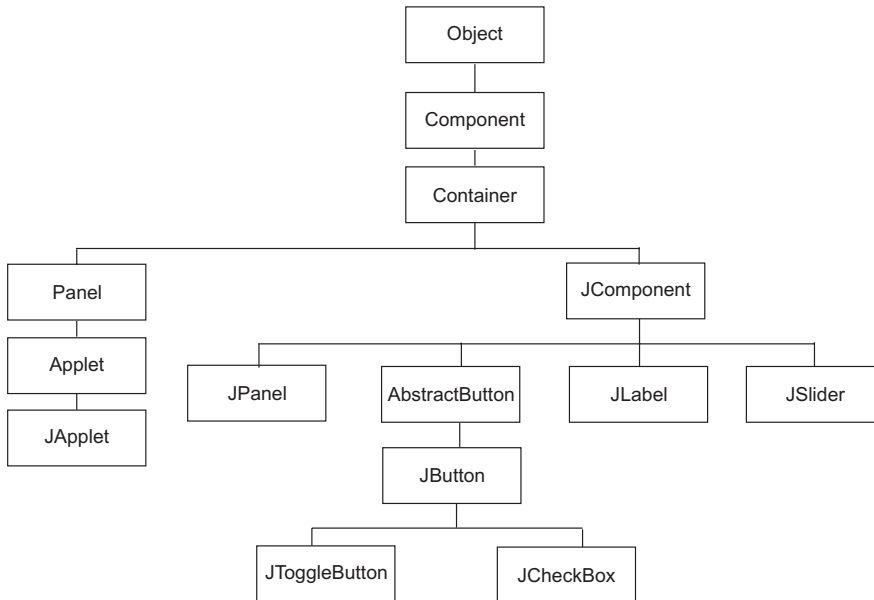 Object
Component
Container
Panel
JComponent
Applet
JPanel
AbstractButton
JLabel
JSlider
JApplet
JButton
JToggleButton
JCheckBox